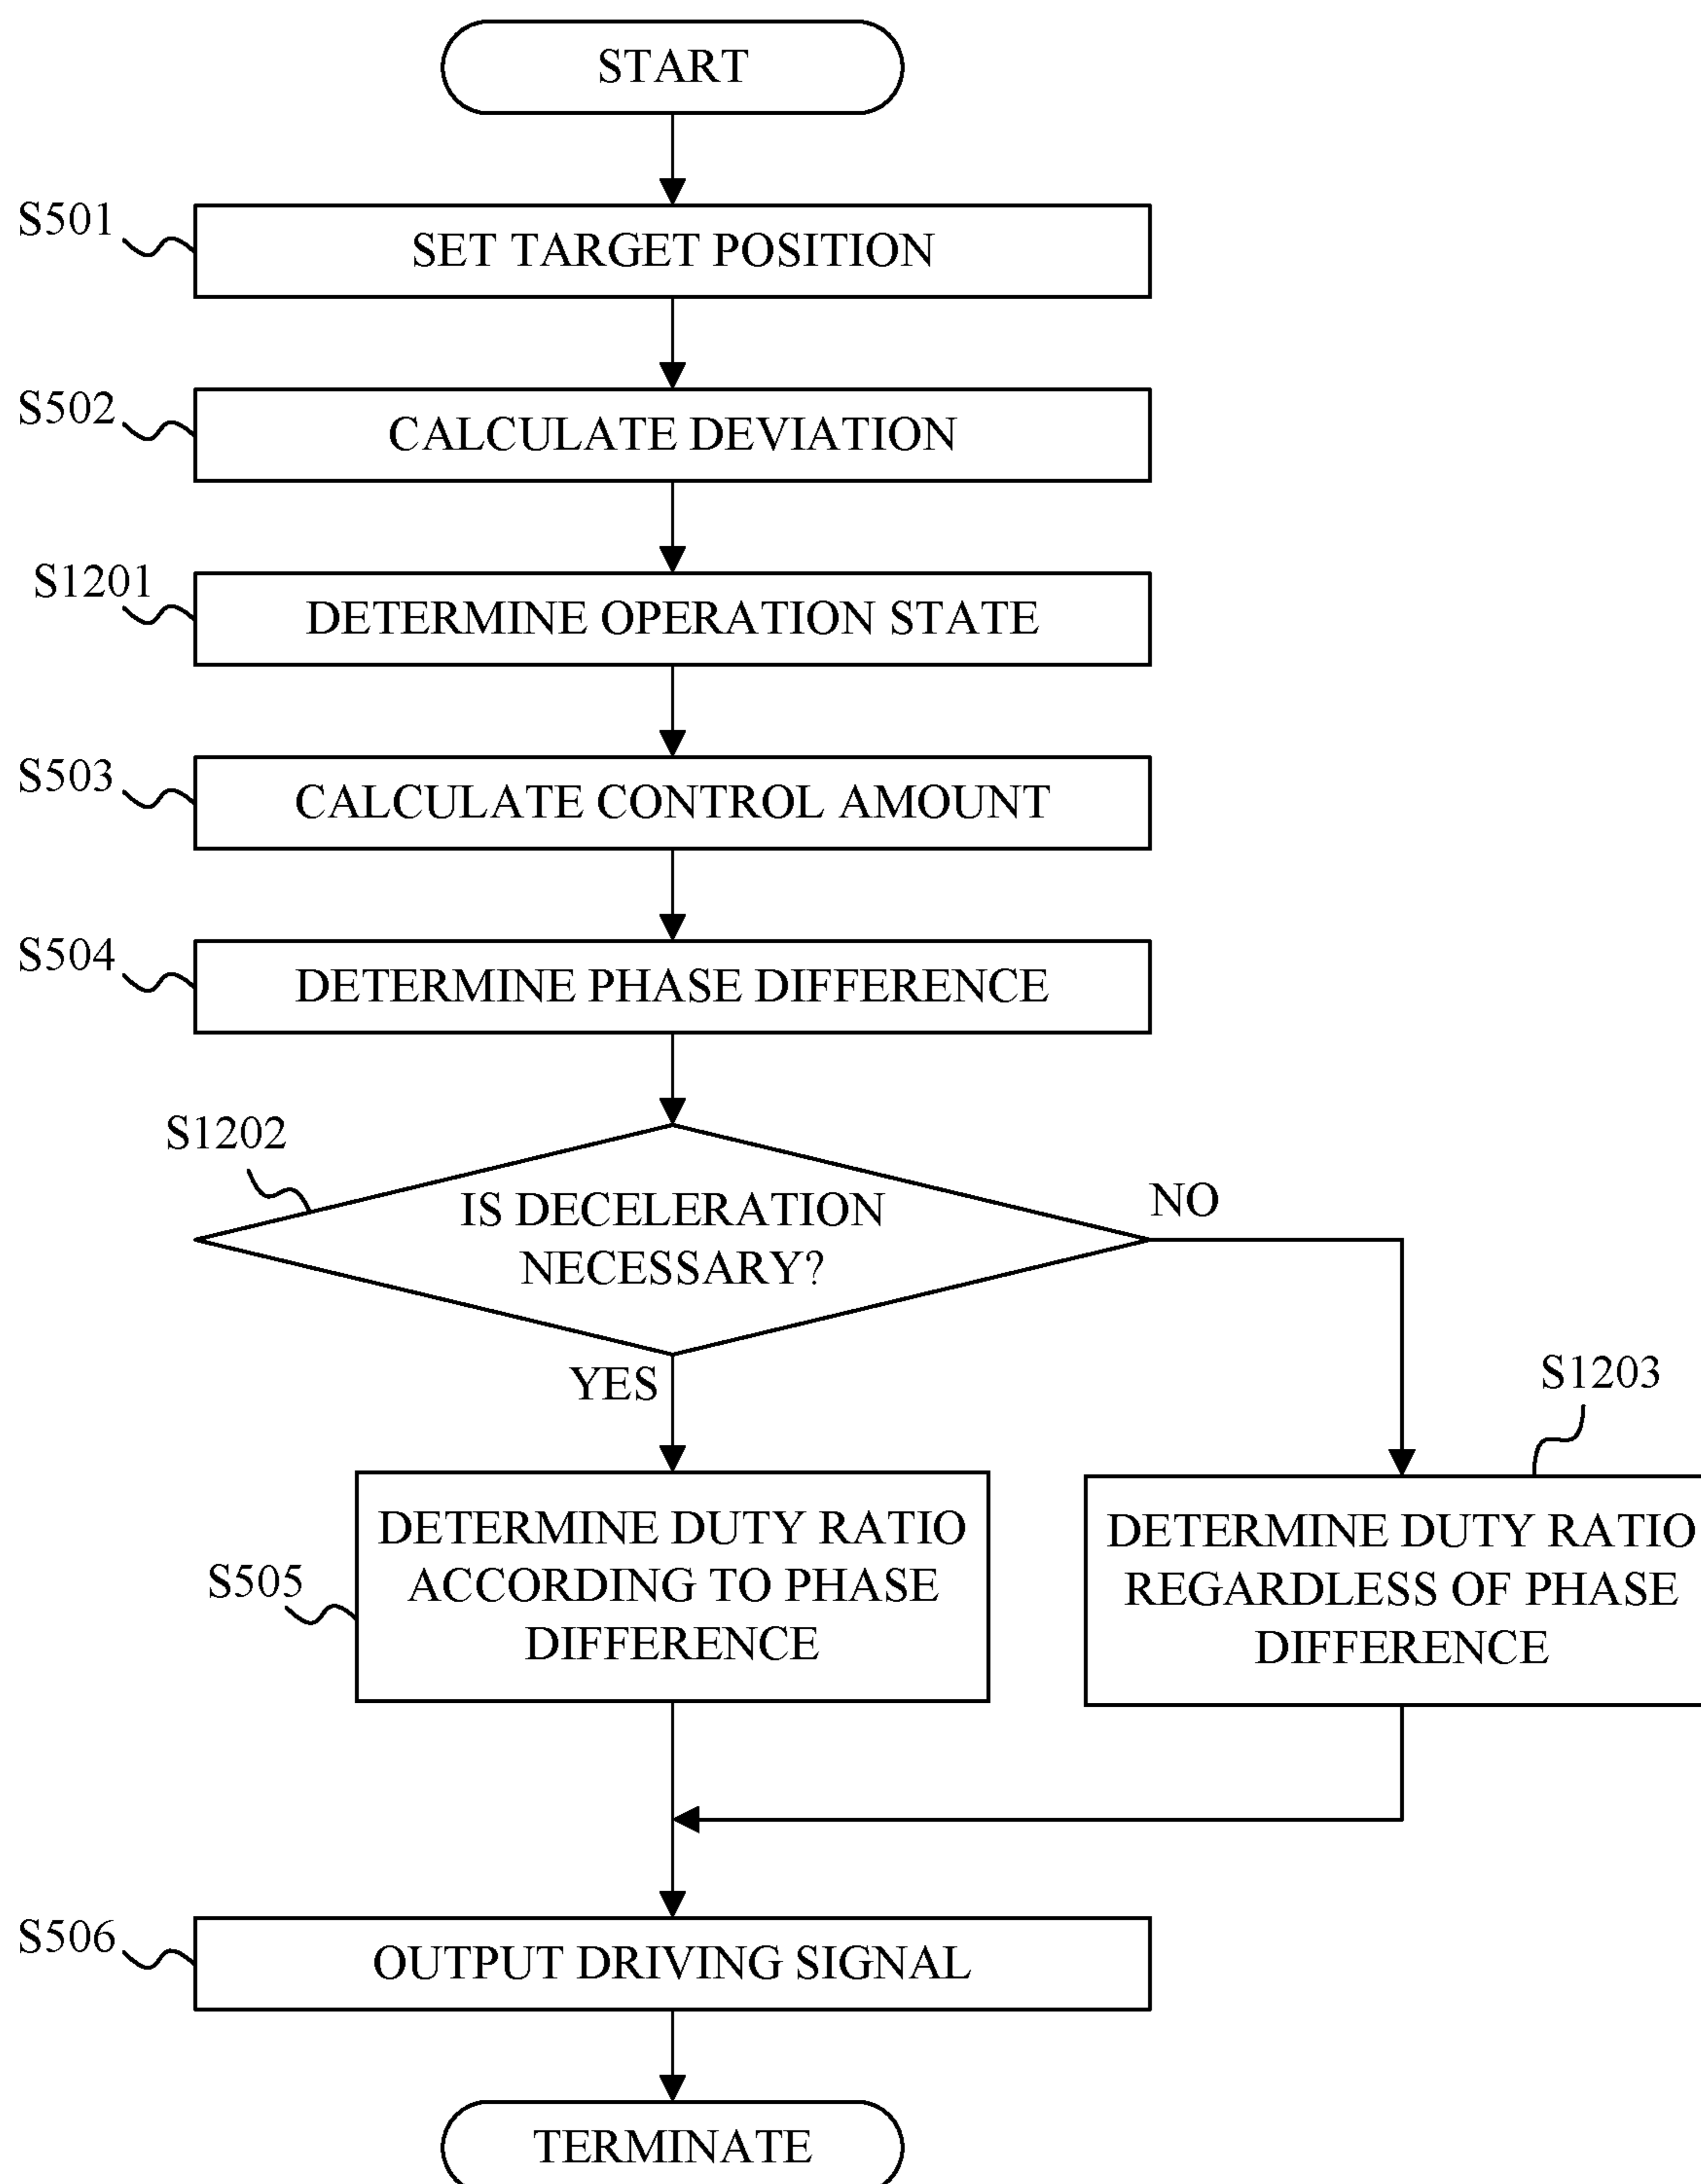 START
S501
SET TARGET POSITION
S502
CALCULATE DEVIATION
S1201
DETERMINE OPERATION STATE
S503
CALCULATE CONTROL AMOUNT
S504
DETERMINE PHASE DIFFERENCE
S1202
IS DECELERATION
NECESSARY?
NO
YES
S505
DETERMINE DUTY RATIO
ACCORDING TO PHASE
DIFFERENCE
S1203
DETERMINE DUTY RATIO
REGARDLESS OF PHASE
DIFFERENCE
S506
OUTPUT DRIVING SIGNAL
TERMINATE